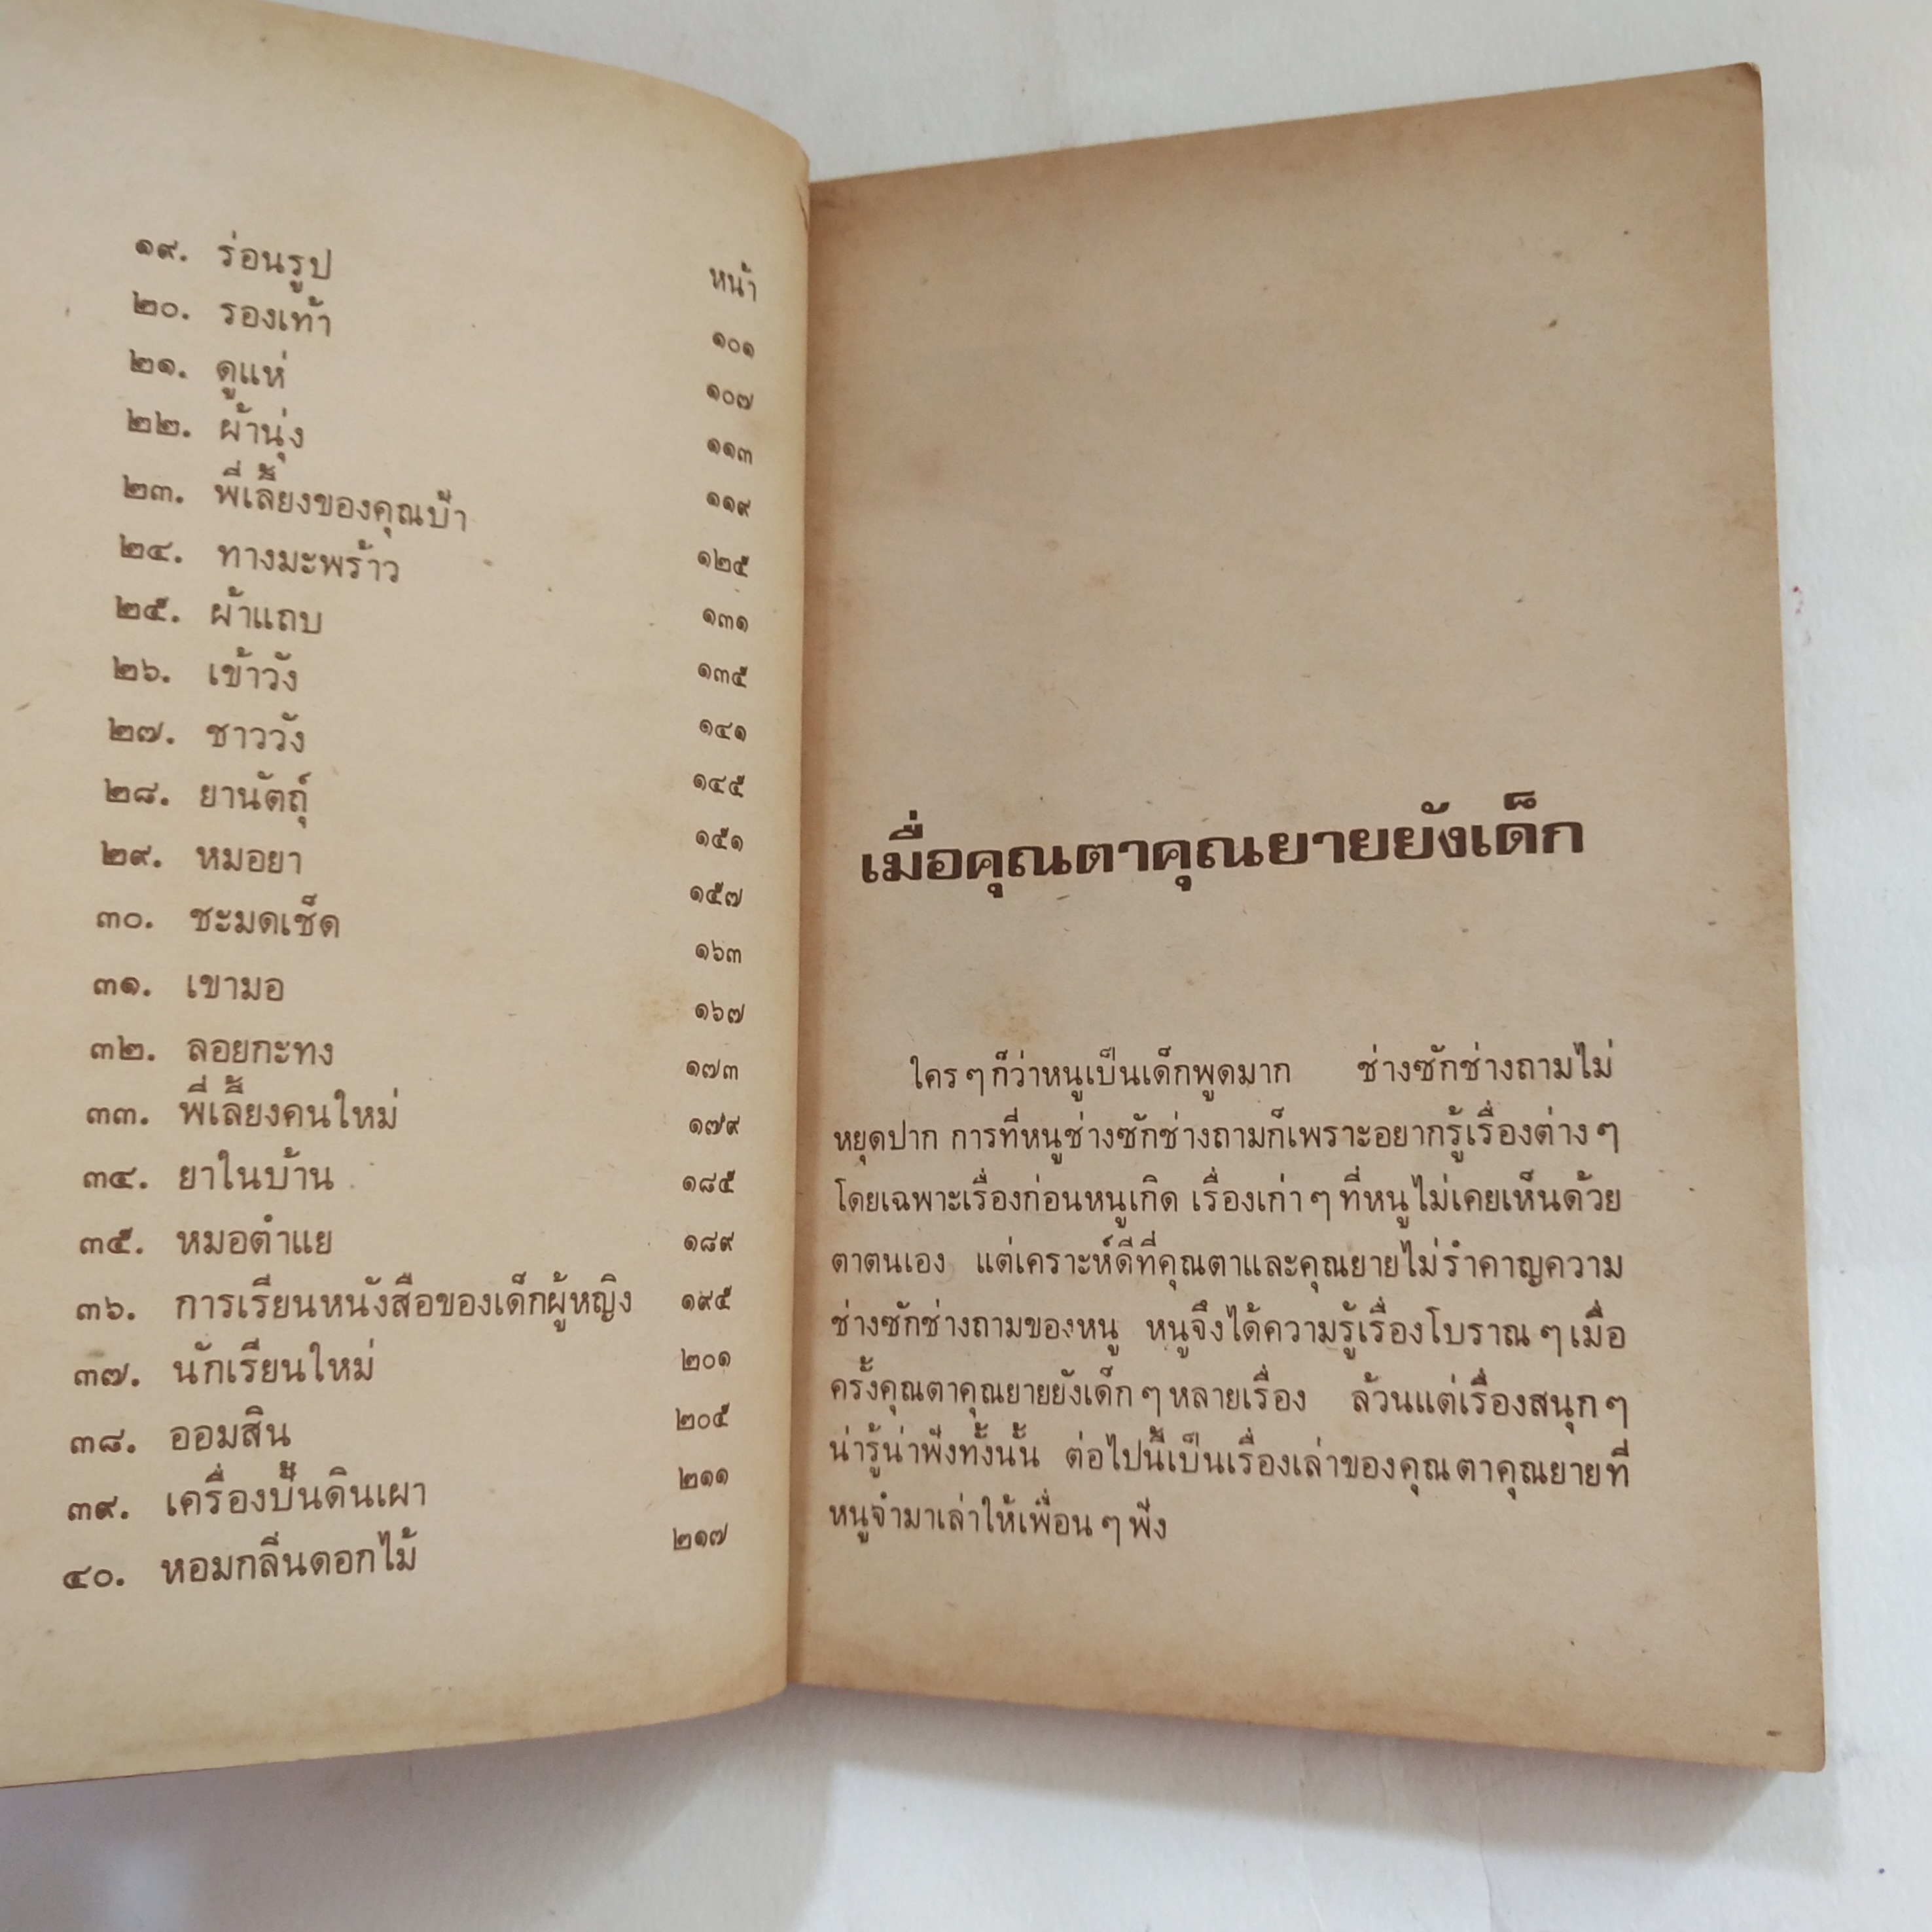 หน้า
๑๙. ร่อนรูป ๑๐๑
๒๐. รองเท้า ๑๐๗
๒๑. ดูแห่ ๑๑๓
๒๒. ผ้านุ่ง ๑๑๙
๒๓. พี่เลี้ยงของคุณป้า ๑๒๕
๒๔. ทางมะพร้าว ๑๓๑
๒๕. ผ้าแถบ ๑๓๕
๒๖. เข้าวัง ๑๔๑
๒๗. ชาววัง ๑๔๕
๒๘. ยานัตถุ์ ๑๕๑
๒๙. หมอยา ๑๕๗
๓๐. ชะมดเช็ด ๑๖๓
๓๑. เขามอ ๑๖๗
๓๒. ลอยกะทง ๑๗๓
๓๓. พี่เลี้ยงคนใหม่ ๑๗๙
๓๔. ยาในบ้าน ๑๘๕
๓๕. หมอตำแย ๑๘๙
๓๖. การเรียนหนังสือของเด็กผู้หญิง ๑๙๕
๓๗. นักเรียนใหม่ ๒๐๑
๓๘. ออมสิน ๒๐๕
๓๙. เครื่องปั้นดินเผา ๒๑๑
๔๐. หอมกลิ่นดอกไม้ ๒๑๗
เมื่อคุณตาคุณยายยังเด็ก
ใคร ๆ ก็ว่าหนูเป็นเด็กพูดมาก ช่างซักช่างถามไม่
หยุดปาก การที่หนูช่างซักช่างถามก็เพราะอยากรู้เรื่องต่าง ๆ
โดยเฉพาะเรื่องก่อนหนูเกิด เรื่องเก่า ๆ ที่หนูไม่เคยเห็นด้วย
ตาตนเอง แต่เคราะห์ดีที่คุณตาและคุณยายไม่รำคาญความ
ช่างซักช่างถามของหนู หนูจึงได้ความรู้เรื่องโบราณ ๆ เมื่อ
ครั้งคุณตาคุณยายยังเด็ก ๆ หลายเรื่อง ล้วนแต่เรื่องสนุก ๆ
น่ารู้น่าฟังทั้งนั้น ต่อไปนี้เป็นเรื่องเล่าของคุณตาคุณยายที่
หนูจำมาเล่าให้เพื่อน ๆ ฟัง